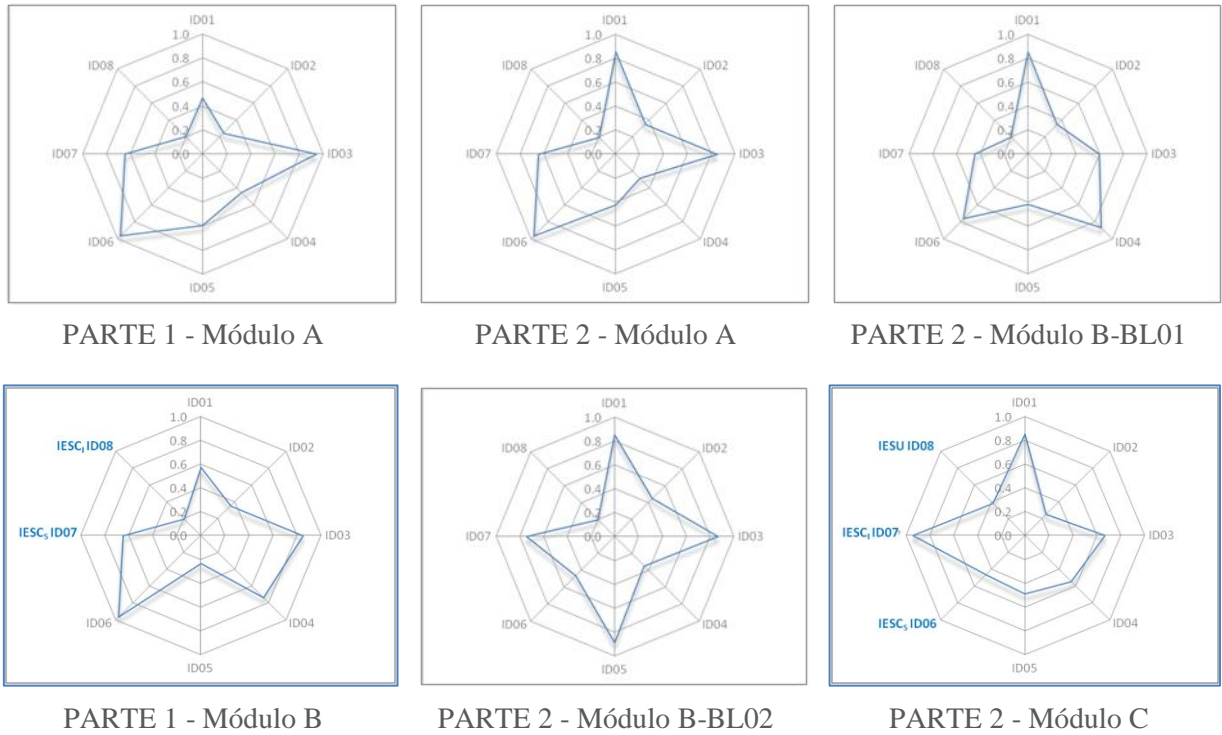 ID01
1.0
ID08
ID02
0.8
0.6
0.4
0.2
ID07
0.0
ID03
ID06
ID04
ID05
PARTE 1 - Módulo A
ID01
1.0
ID08
ID02
0.8
0.6
0.4
0.2
ID07
0.0
ID03
ID06
ID04
ID05
PARTE 2 - Módulo A
ID01
1.0
ID08
ID02
0.8
0.6
0.4
0.2
ID07
0.0
ID03
ID06
ID04
ID05
PARTE 2 - Módulo B-BL01
ID01
1.0
IESCᵢ ID08
ID02
0.8
0.6
0.4
0.2
IESCₛ ID07
0.0
ID03
ID06
ID04
ID05
PARTE 1 - Módulo B
ID01
1.0
ID08
ID02
0.8
0.6
0.4
0.2
ID07
0.0
ID03
ID06
ID04
ID05
PARTE 2 - Módulo B-BL02
ID01
1.0
IESU ID08
ID02
0.8
0.6
0.4
0.2
IESCᵢ ID07
0.0
ID03
IESCₛ ID06
ID04
ID05
PARTE 2 - Módulo C